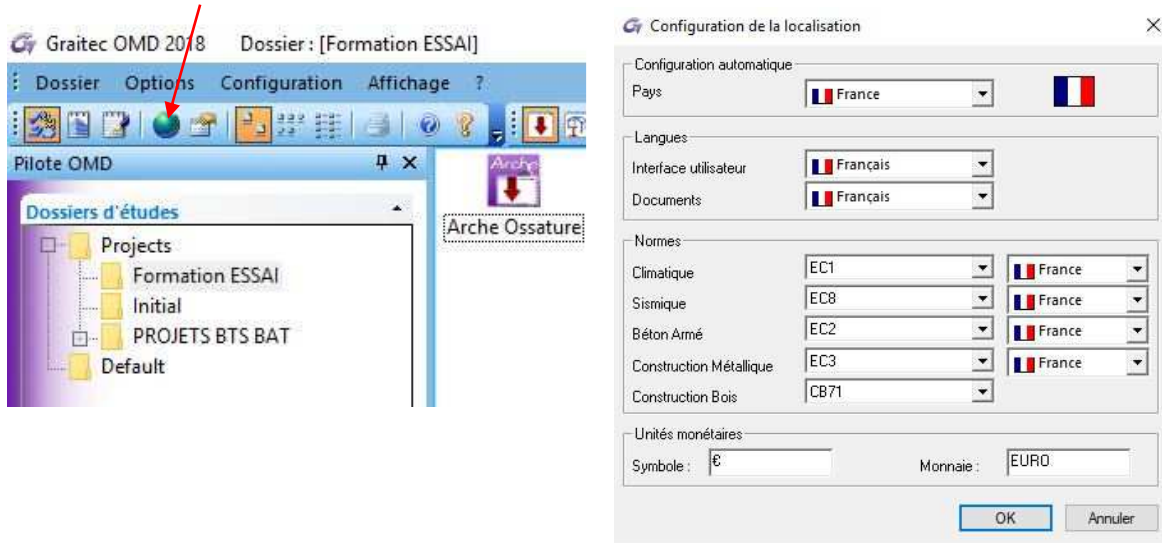 Graitec OMD 2018 Dossier : [Formation ESSAI]
Dossier Options Configuration Affichage ?
Pilote OMD
Dossiers d'études
Projects
Formation ESSAI
Initial
PROJETS BTS BAT
Default
Arche
Arche Ossature
Configuration de la localisation
Configuration automatique
Pays France
Langues
Interface utilisateur Français
Documents Français
Normes
Climatique EC1 France
Sismique EC8 France
Béton Armé EC2 France
Construction Métallique EC3 France
Construction Bois CB71
Unités monétaires
Symbole : € Monnaie : EURO
OK Annuler